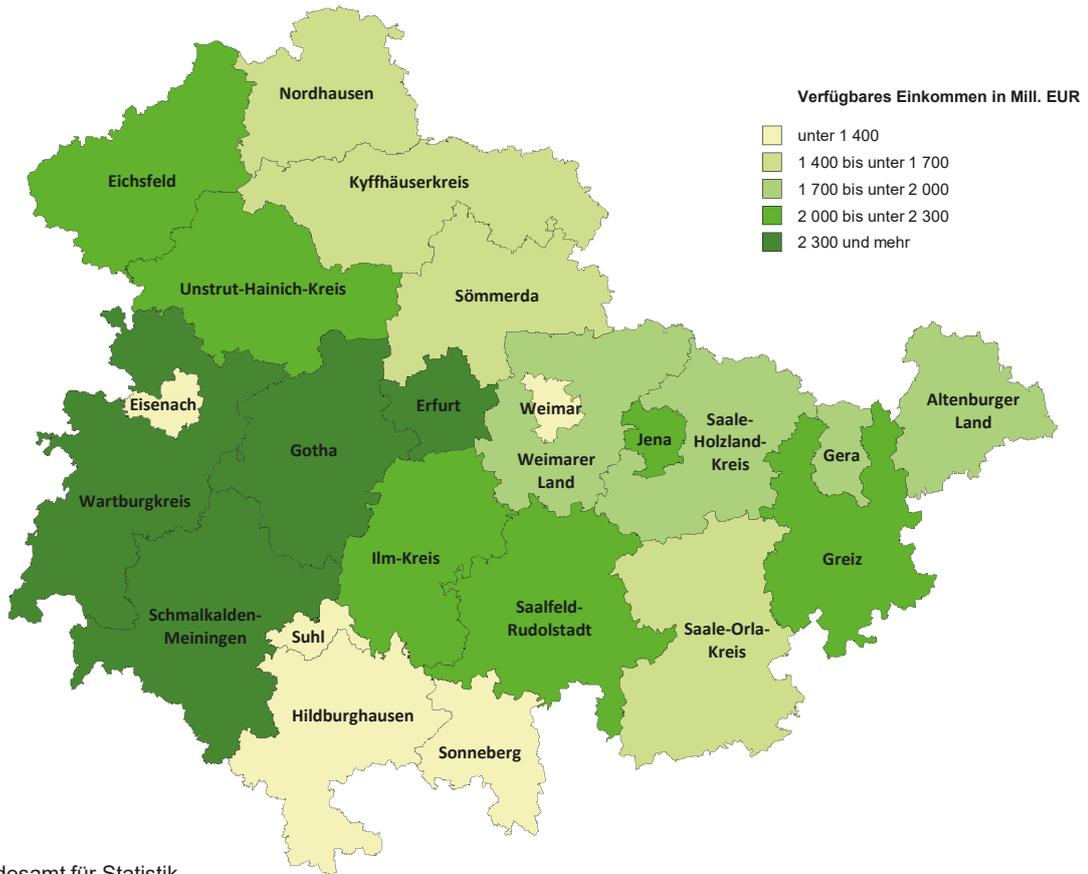 Verfügbares Einkommen in Mill. EUR
unter 1 400
1 400 bis unter 1 700
1 700 bis unter 2 000
2 000 bis unter 2 300
2 300 und mehr
Nordhausen
Eichsfeld
Kyffhäuserkreis
Unstrut-Hainich-Kreis
Sömmerda
Eisenach
Erfurt
Weimar
Altenburger
Land
Saale-
Holzland-
Kreis
Jena
Gera
Gotha
Weimarer
Land
Wartburgkreis
Ilm-Kreis
Greiz
Schmalkalden-
Meiningen
Saalfeld-
Rudolstadt
Suhl
Saale-Orla-
Kreis
Hildburghausen
Sonneberg
für Statistik